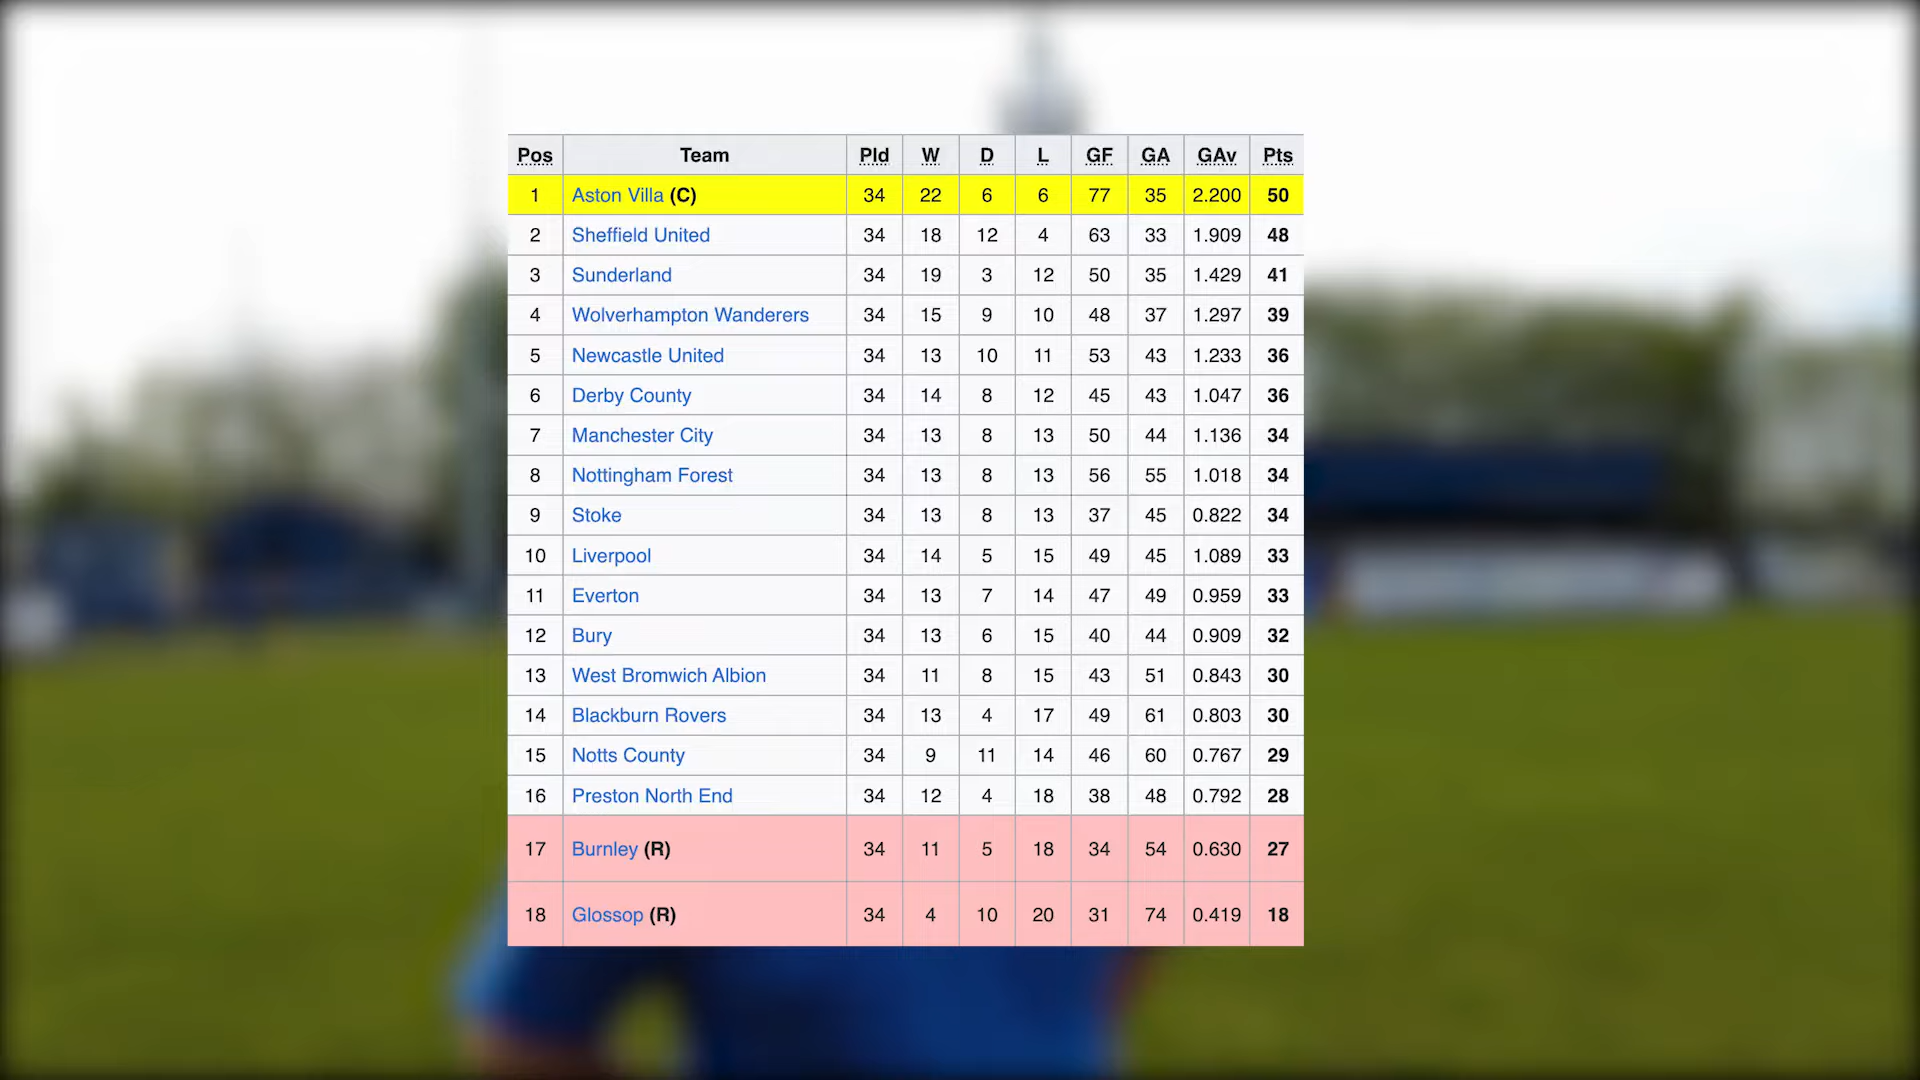 Pos Team Pld W D L GF GA GAv Pts
1 Aston Villa (C) 34 22 6 6 77 35 2.200 50
2 Sheffield United 34 18 12 4 63 33 1.909 48
3 Sunderland 34 19 3 12 50 35 1.429 41
4 Wolverhampton Wanderers 34 15 9 10 48 37 1.297 39
5 Newcastle United 34 13 10 11 53 43 1.233 36
6 Derby County 34 14 8 12 45 43 1.047 36
7 Manchester City 34 13 8 13 50 44 1.136 34
8 Nottingham Forest 34 13 8 13 56 55 1.018 34
9 Stoke 34 13 8 13 37 45 0.822 34
10 Liverpool 34 14 5 15 49 45 1.089 33
11 Everton 34 13 7 14 47 49 0.959 33
12 Bury 34 13 6 15 40 44 0.909 32
13 West Bromwich Albion 34 11 8 15 43 51 0.843 30
14 Blackburn Rovers 34 13 4 17 49 61 0.803 30
15 Notts County 34 9 11 14 46 60 0.767 29
16 Preston North End 34 12 4 18 38 48 0.792 28
17 Burnley (R) 34 11 5 18 34 54 0.630 27
18 Glossop (R) 34 4 10 20 31 74 0.419 18